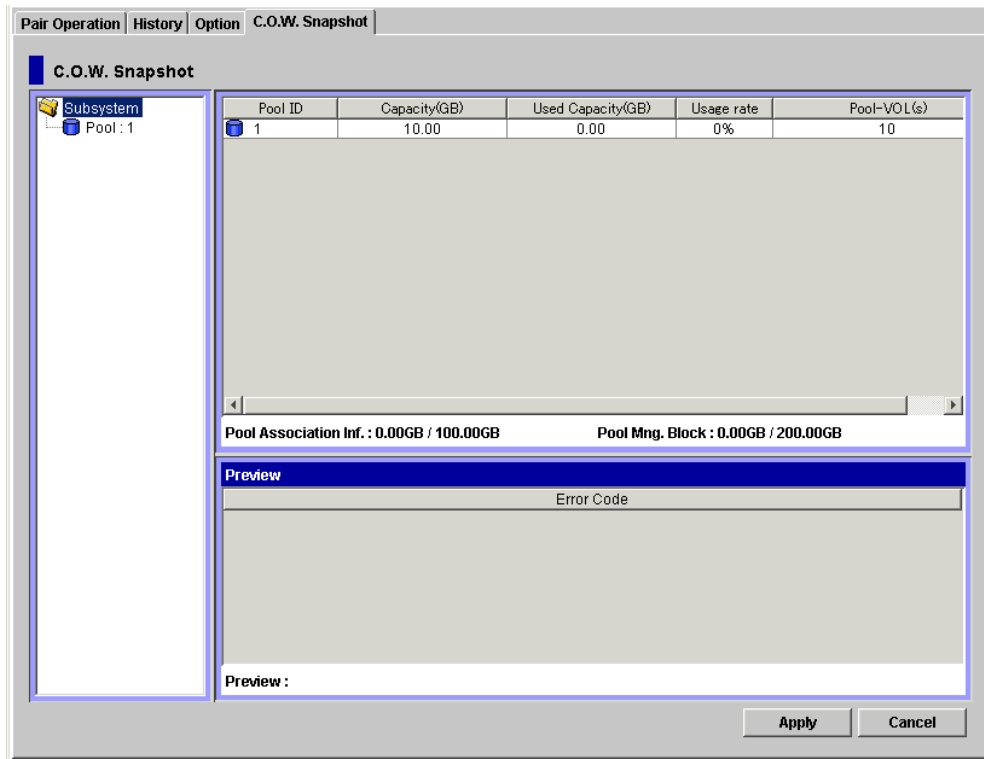 Pair Operation History Option C.O.W. Snapshot
C.O.W. Snapshot
Subsystem
Pool : 1
Pool ID Capacity(GB) Used Capacity(GB) Usage rate Pool-VOL(s)
1 10.00 0.00 0% 10
Pool Association Inf. : 0.00GB / 100.00GB Pool Mng. Block : 0.00GB / 200.00GB
Preview
Error Code
Preview :
Apply Cancel